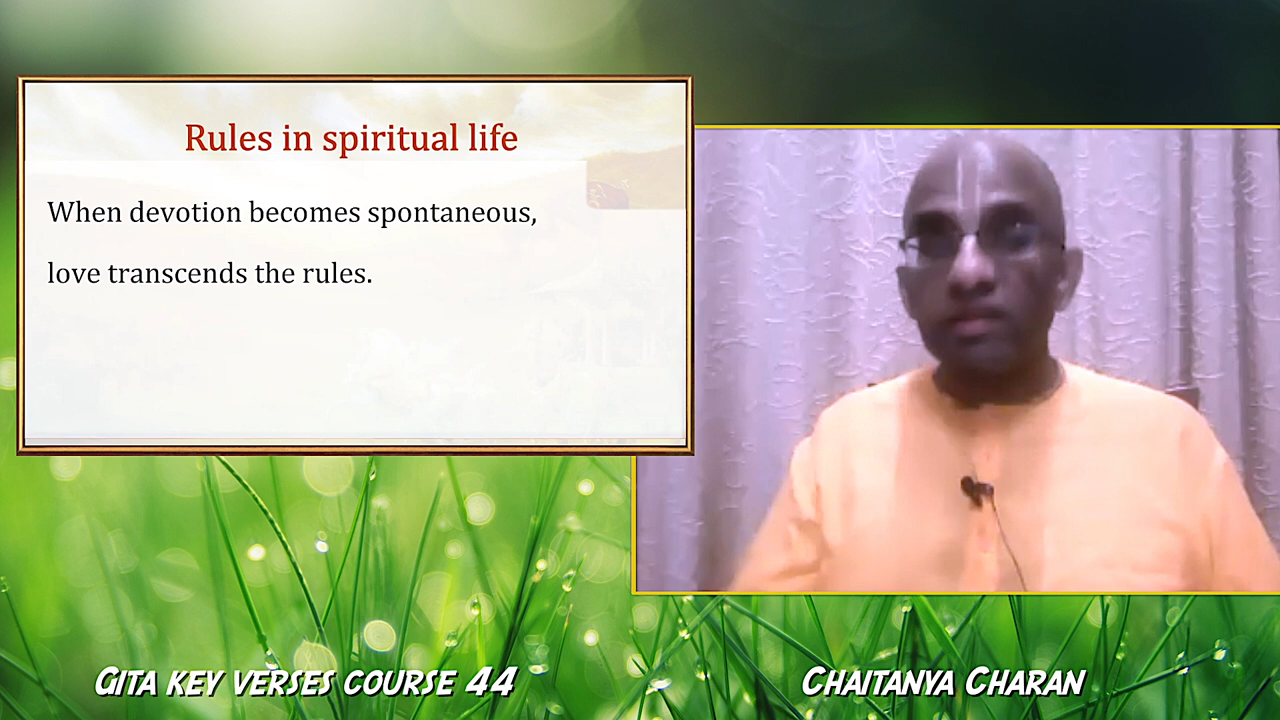 Rules in spiritual life
When devotion becomes spontaneous,
love transcends the rules.
GITA KEY VERSES COURSE 44
CHAITANYA CHARAN